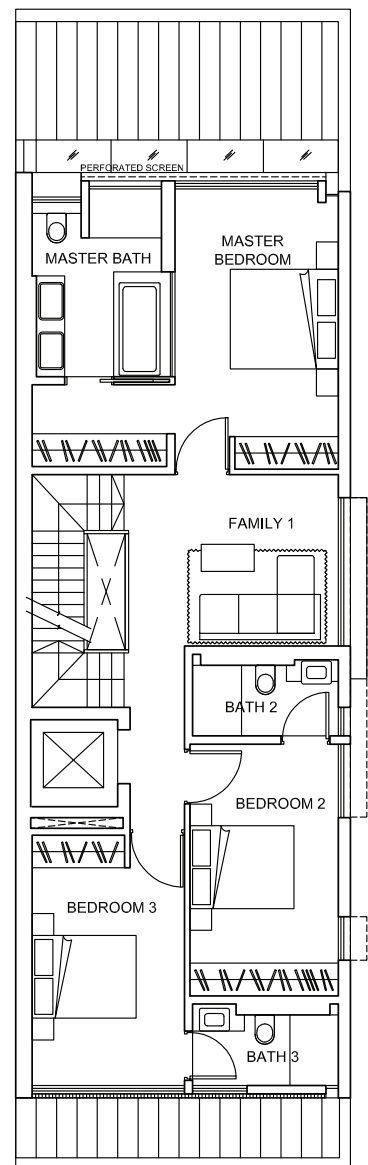 PERFORATED SCREEN
MASTER BATH
MASTER
BEDROOM
FAMILY 1
BATH 2
BEDROOM 2
BEDROOM 3
BATH 3